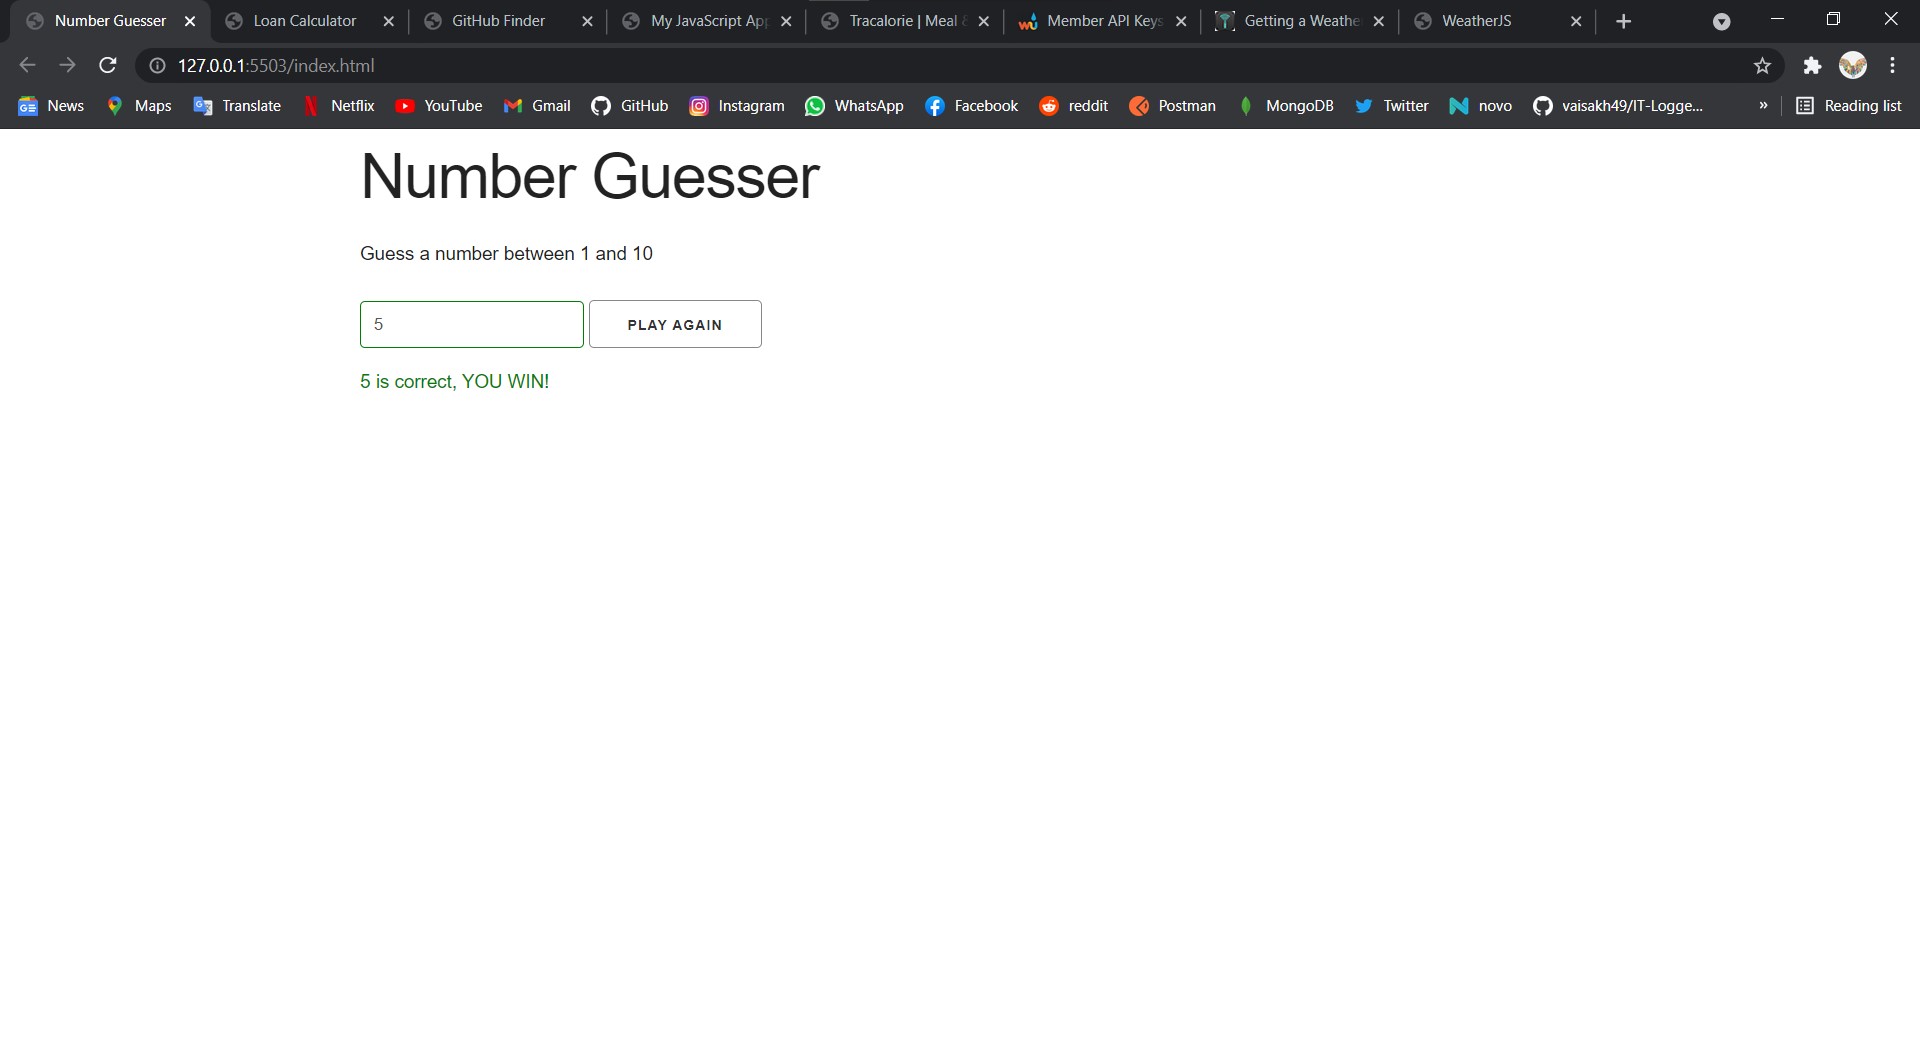 Number Guesser
Loan Calculator
GitHub Finder
My JavaScript Ap
Tracalorie | Meal &
Member API Keys
Getting a Weathe
WeatherJS
127.0.0.1:5503/index.html
News Maps Translate Netflix YouTube Gmail GitHub Instagram WhatsApp Facebook reddit Postman MongoDB Twitter novo vaisakh49/IT-Logge... » Reading list
Number Guesser
Guess a number between 1 and 10
5 PLAY AGAIN
5 is correct, YOU WIN!